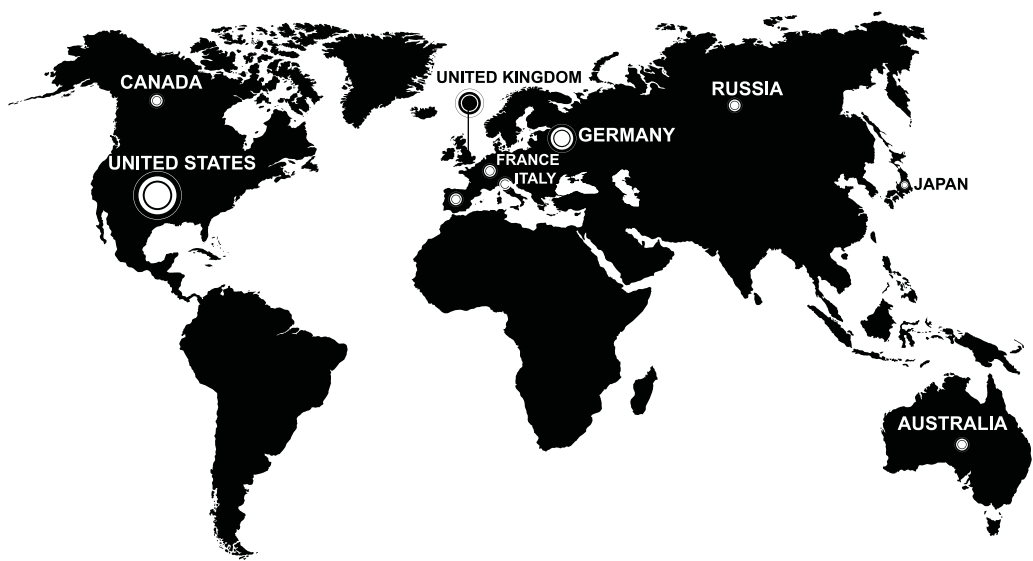 UNITED KINGDOM
CANADA
RUSSIA
GERMANY
UNITED STATES
FRANCE
ITALY
JAPAN
AUSTRALIA